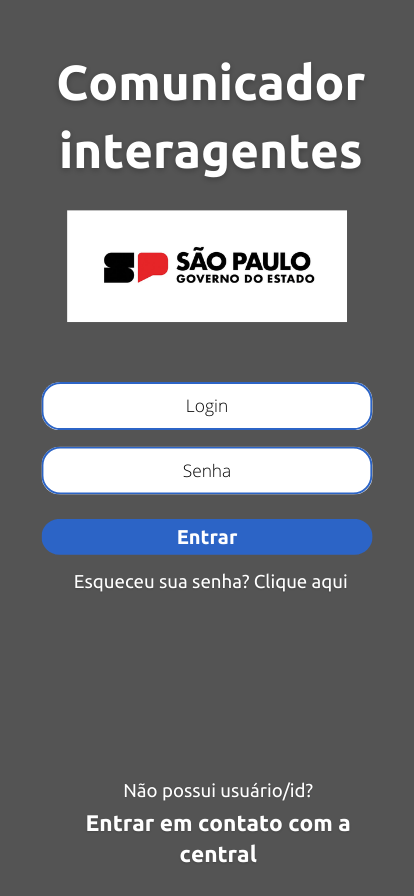 Comunicador
interagentes
SÃO PAULO
GOVERNO DO ESTADO
Login
Senha
Entrar
Esqueceu sua senha? Clique aqui
Não possui usuário/id?
Entrar em contato com a
central